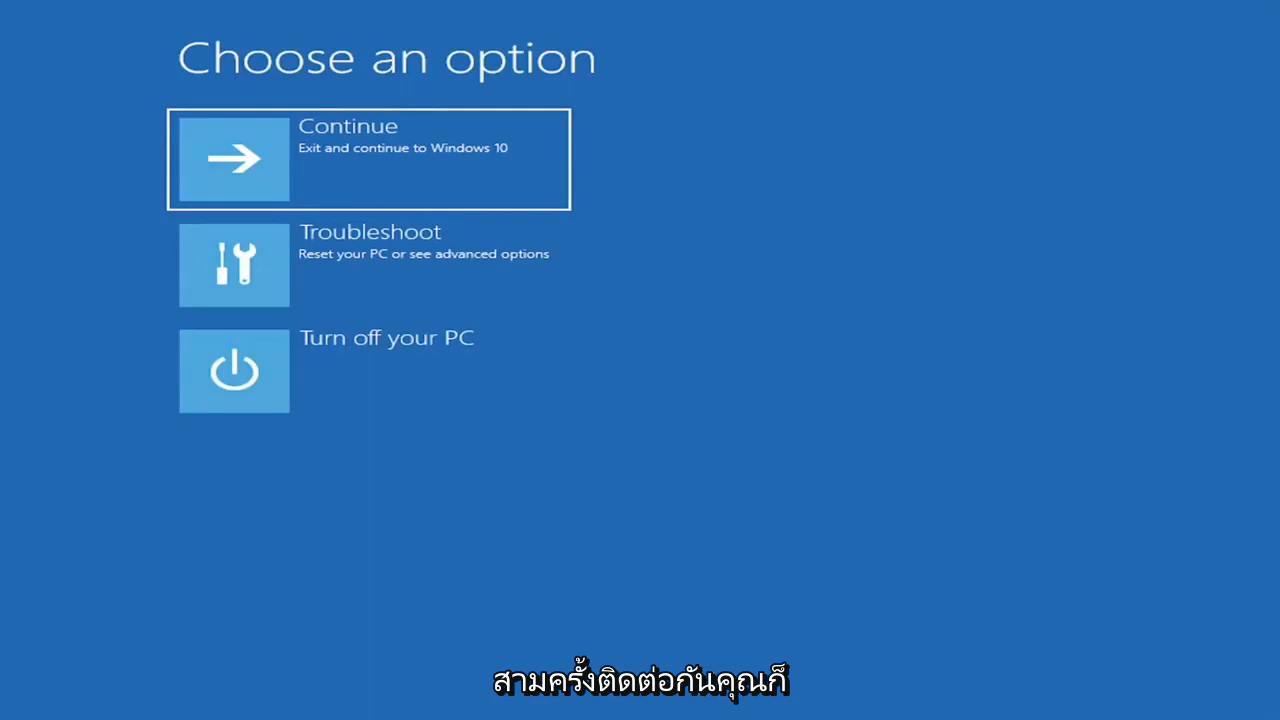 Choose an option
Continue
Exit and continue to Windows 10
Troubleshoot
Reset your PC or see advanced options
Turn off your PC
สามครั้งติดต่อกันคุณก็